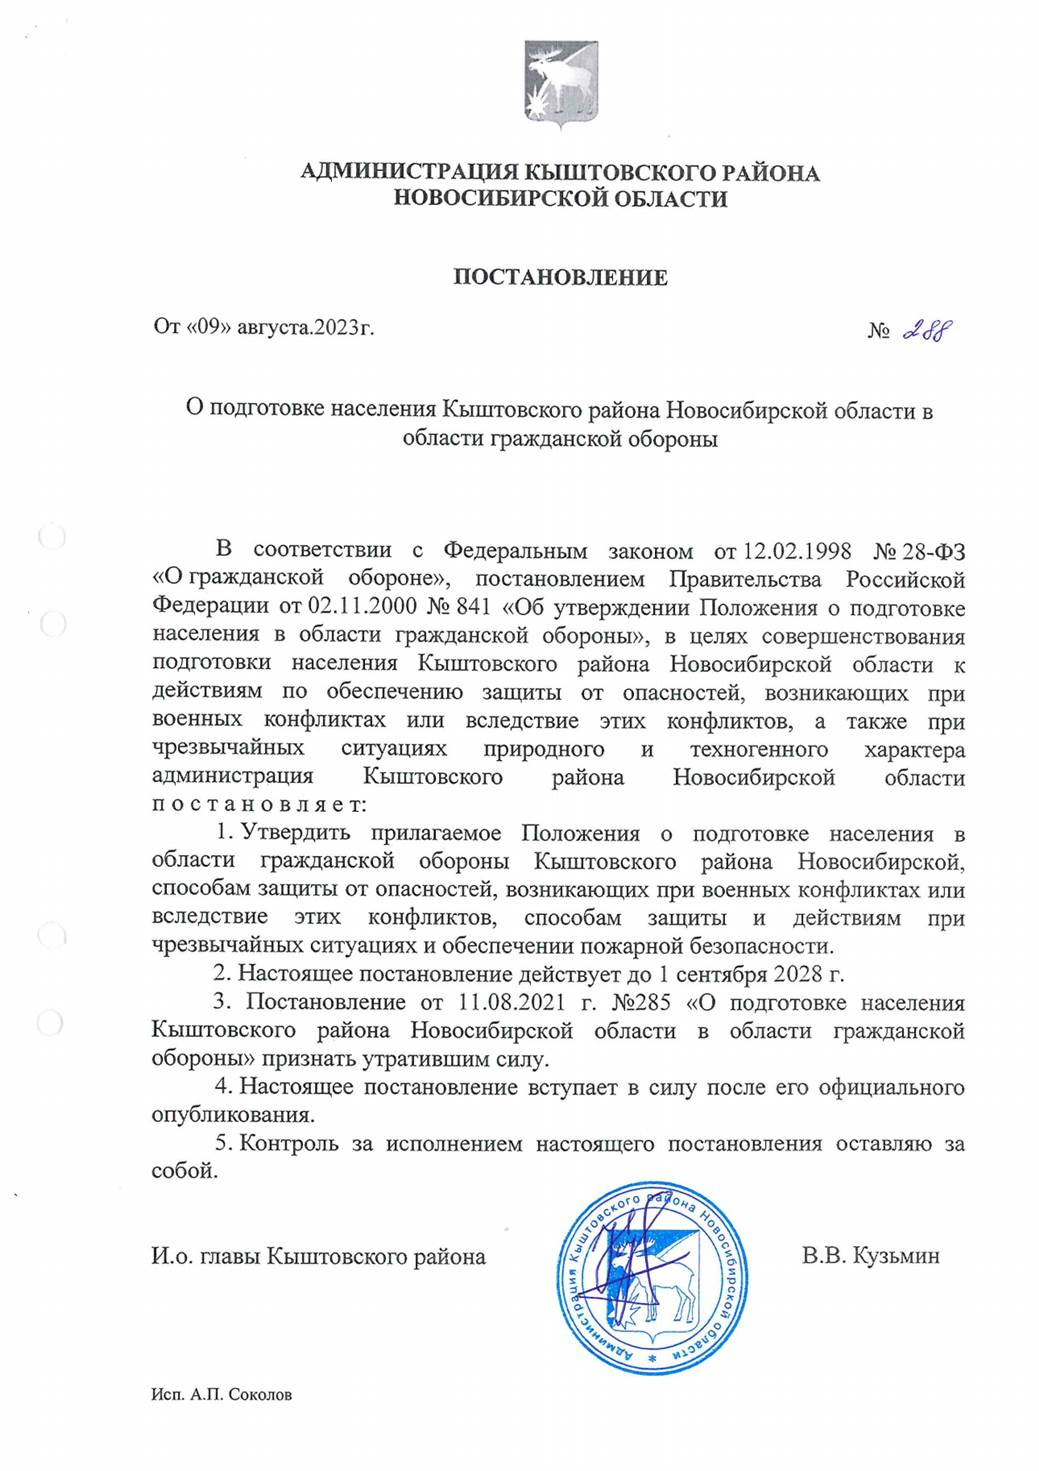 АДМИНИСТРАЦИЯ КЫШТОВСКОГО РАЙОНА
НОВОСИБИРСКОЙ ОБЛАСТИ
ПОСТАНОВЛЕНИЕ
От «09» августа.2023г.
№ 288
О подготовке населения Кыштовского района Новосибирской области в
области гражданской обороны
В соответствии с Федеральным законом от 12.02.1998 № 28-ФЗ
«О гражданской обороне», постановлением Правительства Российской
Федерации от 02.11.2000 № 841 «Об утверждении Положения о подготовке
населения в области гражданской обороны», в целях совершенствования
подготовки населения Кыштовского района Новосибирской области к
действиям по обеспечению защиты от опасностей, возникающих при
военных конфликтах или вследствие этих конфликтов, а также при
чрезвычайных ситуациях природного и техногенного характера
администрация Кыштовского района Новосибирской области
п о с т а н о в л я е т:
1. Утвердить прилагаемое Положения о подготовке населения в
области гражданской обороны Кыштовского района Новосибирской,
способам защиты от опасностей, возникающих при военных конфликтах или
вследствие этих конфликтов, способам защиты и действиям при
чрезвычайных ситуациях и обеспечении пожарной безопасности.
2. Настоящее постановление действует до 1 сентября 2028 г.
3. Постановление от 11.08.2021 г. №285 «О подготовке населения
Кыштовского района Новосибирской области в области гражданской
обороны» признать утратившим силу.
4. Настоящее постановление вступает в силу после его официального
опубликования.
5. Контроль за исполнением настоящего постановления оставляю за
собой.
И.о. главы Кыштовского района
Администрация Кыштовского района Новосибирской области *
В.В. Кузьмин
Исп. А.П. Соколов